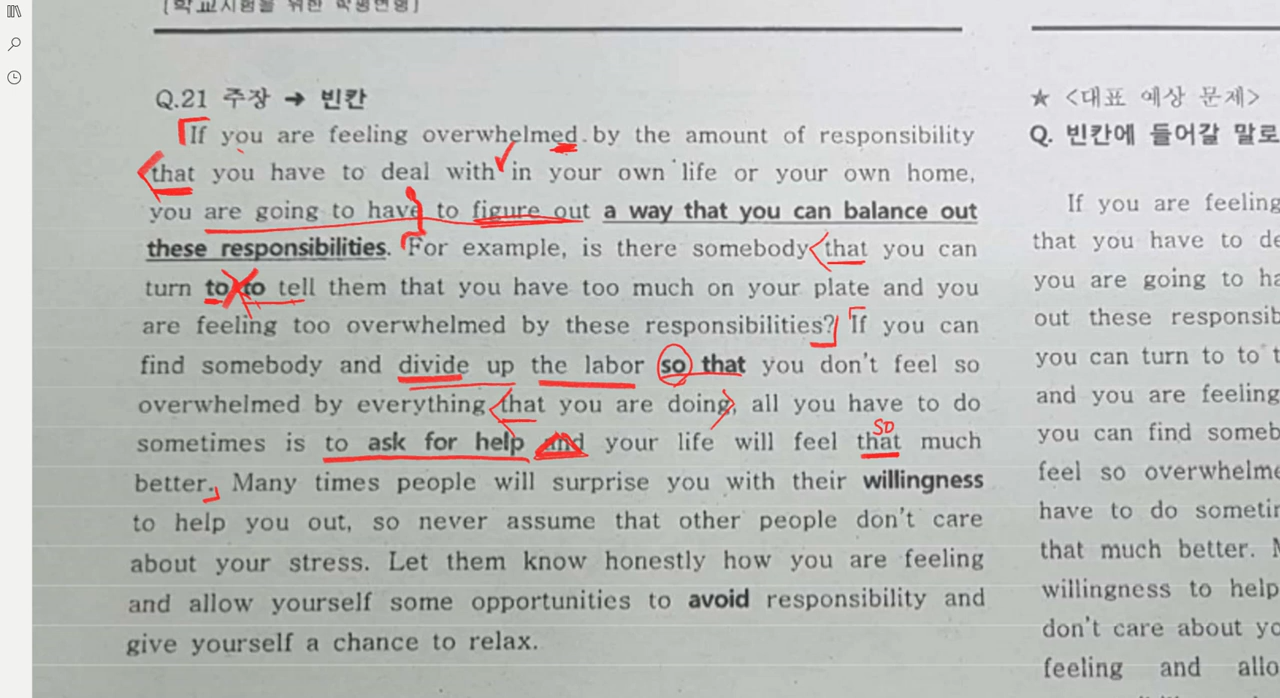 [학교시험을 위한 학평변형]
Q.21 주장 → 빈칸
If you are feeling overwhelmed by the amount of responsibility
that you have to deal with in your own life or your own home,
you are going to have to figure out a way that you can balance out
these responsibilities. For example, is there somebody that you can
turn to to tell them that you have too much on your plate and you
are feeling too overwhelmed by these responsibilities? If you can
find somebody and divide up the labor so that you don't feel so
overwhelmed by everything that you are doing, all you have to do
so
sometimes is to ask for help and your life will feel that much
better. Many times people will surprise you with their willingness
to help you out, so never assume that other people don't care
about your stress. Let them know honestly how you are feeling
and allow yourself some opportunities to avoid responsibility and
give yourself a chance to relax.
★ <대표 예상 문제>
Q. 빈칸에 들어갈 말로
If you are feeling
that you have to de
you are going to ha
out these responsib
you can turn to to t
and you are feeling
you can find someb
feel so overwhelme
have to do sometin
that much better. M
willingness to help
don't care about yo
feeling and allo